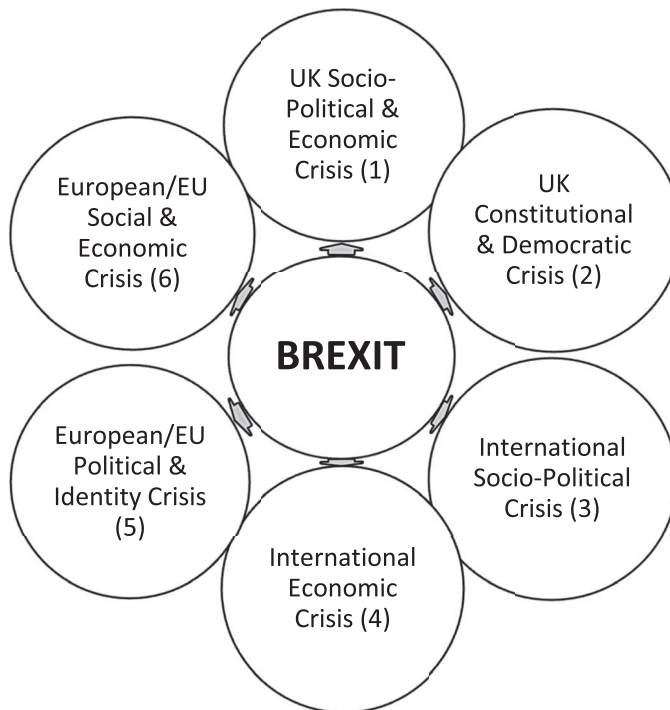 UK Socio-
Political &
Economic
Crisis (1)
UK
Constitutional
& Democratic
Crisis (2)
International
Socio-Political
Crisis (3)
International
Economic
Crisis (4)
European/EU
Political &
Identity Crisis
(5)
European/EU
Social &
Economic
Crisis (6)
BREXIT